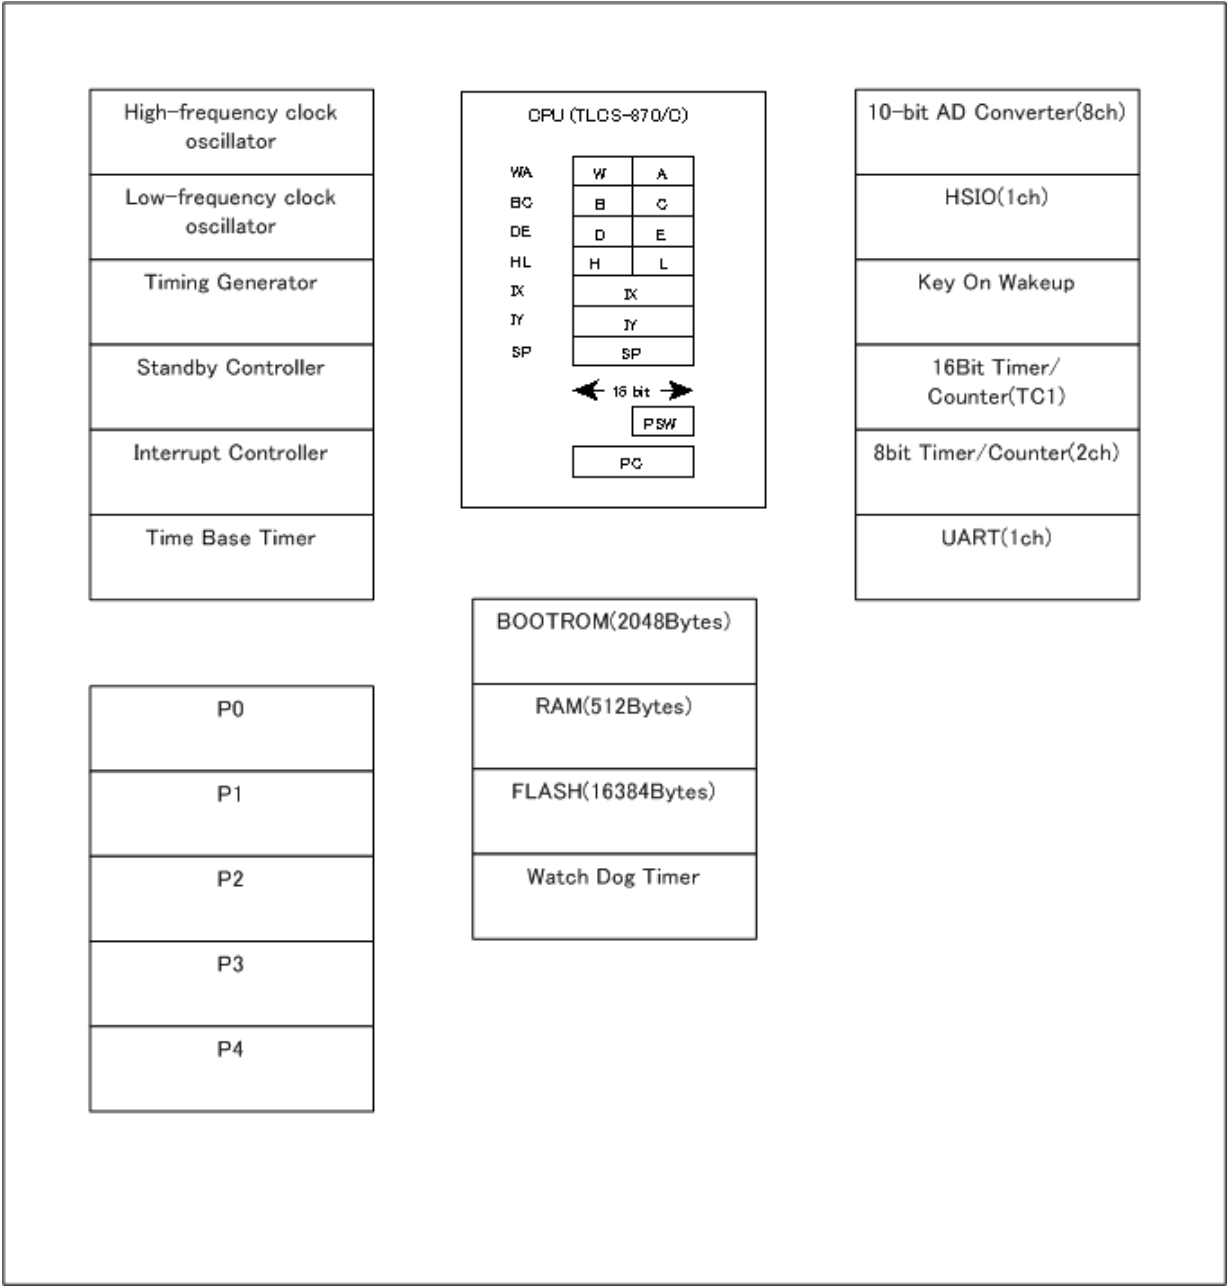 High-frequency clock
oscillator
Low-frequency clock
oscillator
Timing Generator
Standby Controller
Interrupt Controller
Time Base Timer
CPU (TLCS-870/C)
WA W A
BC B C
DE D E
HL H L
IX IX
IY IY
SP SP
16 bit
PSW
PC
10-bit AD Converter(8ch)
HSIO(1ch)
Key On Wakeup
16Bit Timer/
Counter(TC1)
8bit Timer/Counter(2ch)
UART(1ch)
BOOTROM(2048Bytes)
RAM(512Bytes)
FLASH(16384Bytes)
Watch Dog Timer
P0
P1
P2
P3
P4